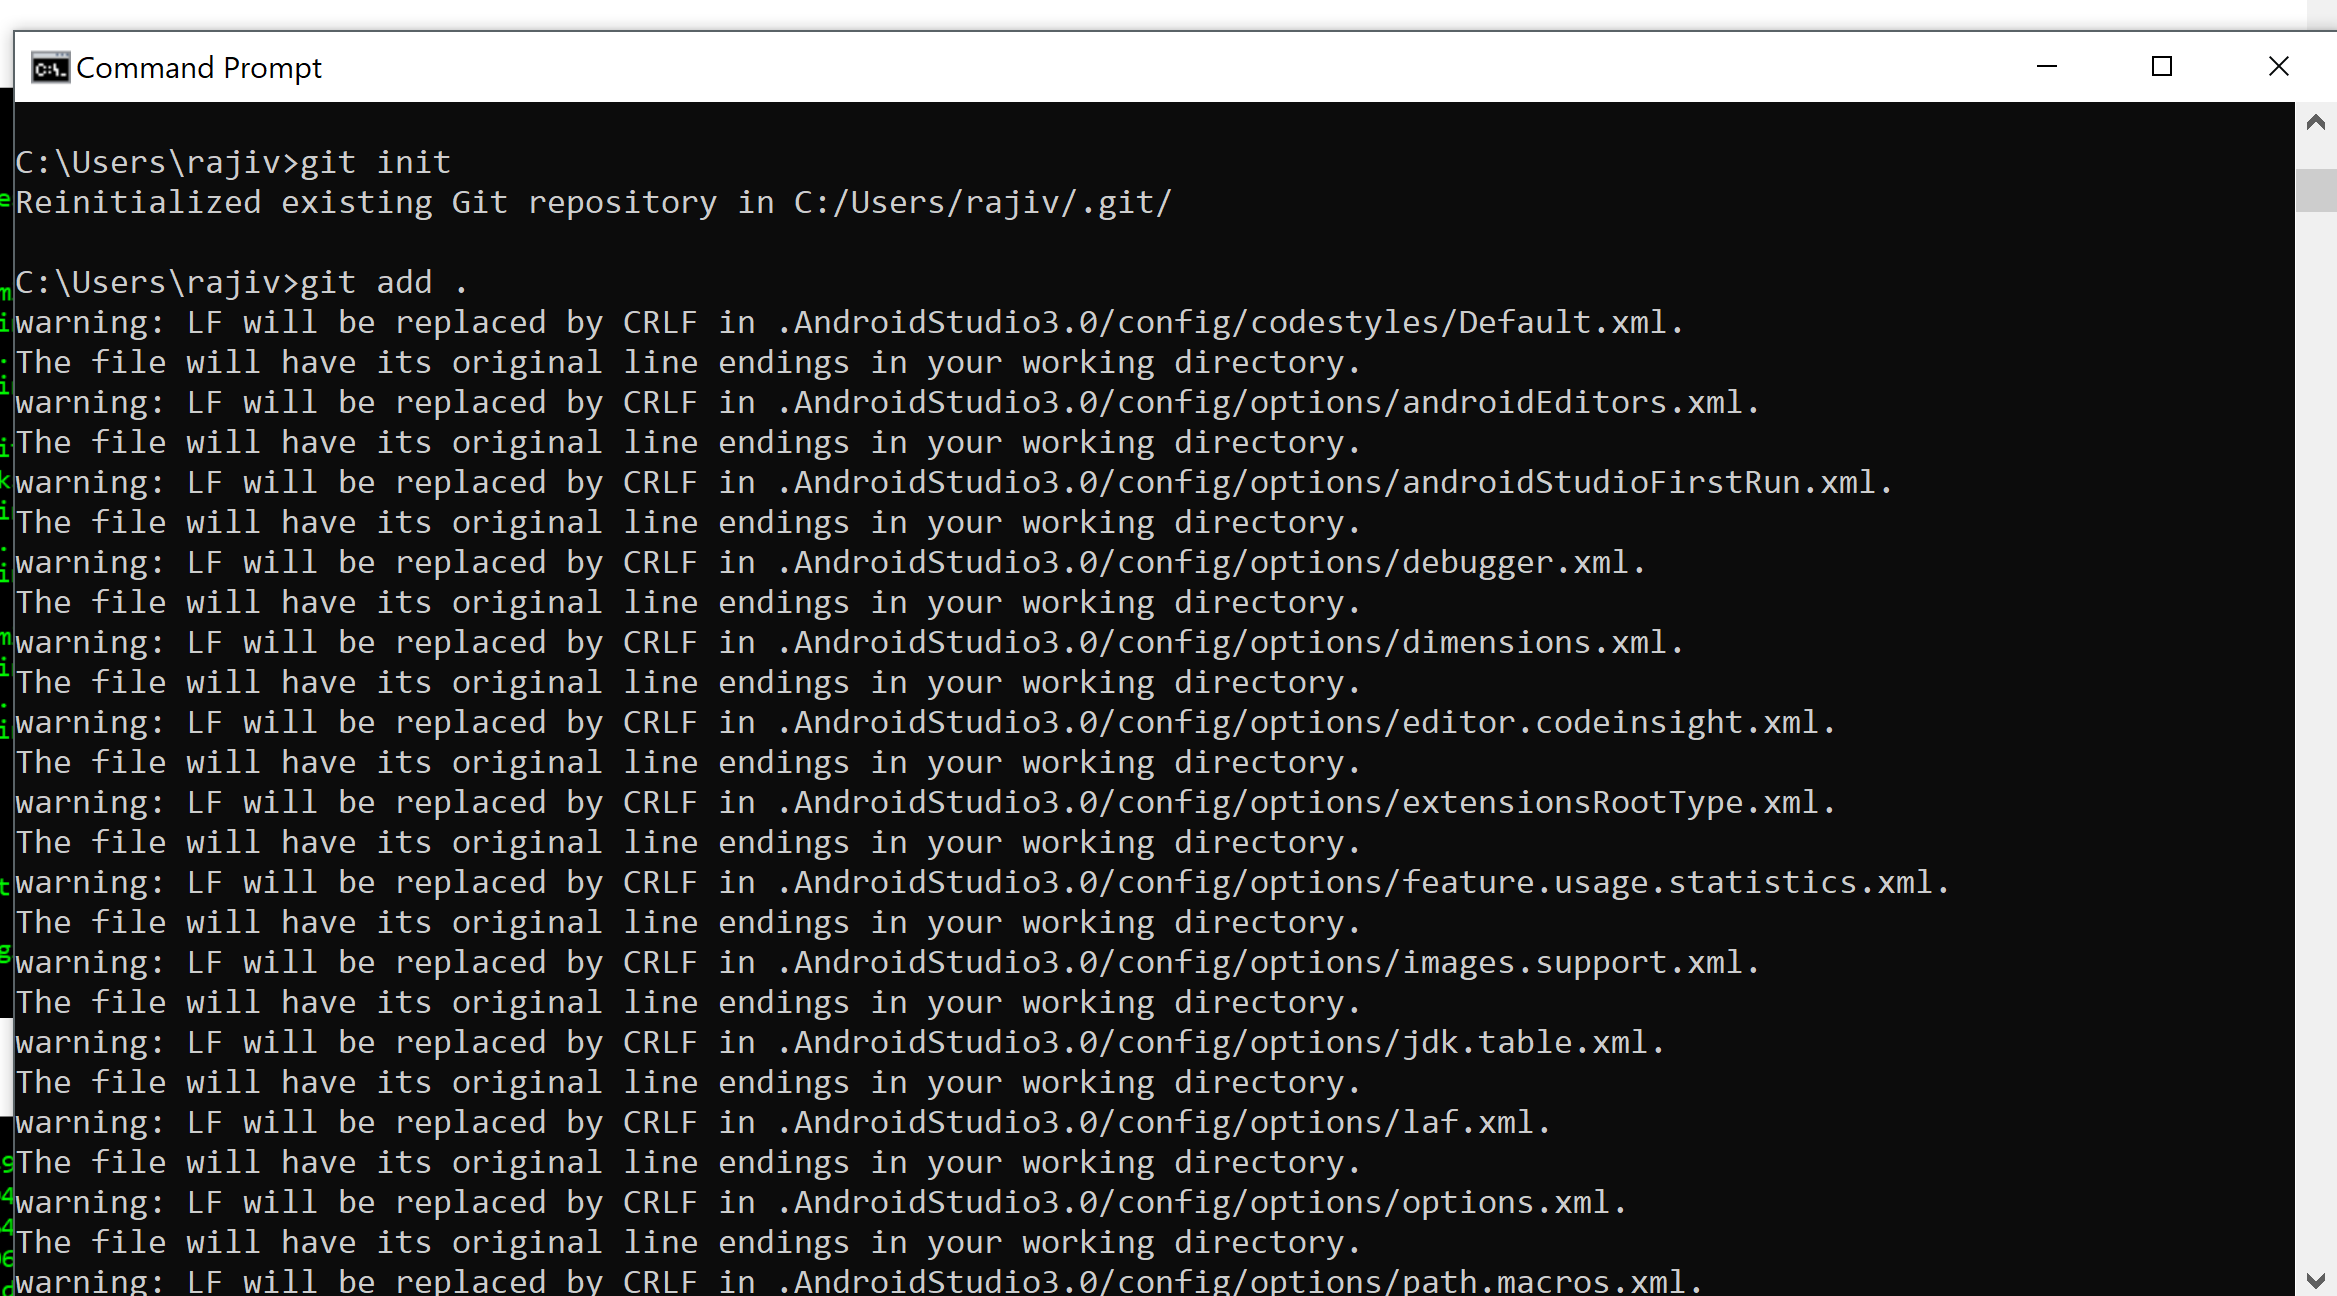 Command Prompt
C:\Users\rajiv>git init
Reinitialized existing Git repository in C:/Users/rajiv/.git/
C:\Users\rajiv>git add .
warning: LF will be replaced by CRLF in .AndroidStudio3.0/config/codestyles/Default.xml.
The file will have its original line endings in your working directory.
warning: LF will be replaced by CRLF in .AndroidStudio3.0/config/options/androidEditors.xml.
The file will have its original line endings in your working directory.
warning: LF will be replaced by CRLF in .AndroidStudio3.0/config/options/androidStudioFirstRun.xml.
The file will have its original line endings in your working directory.
warning: LF will be replaced by CRLF in .AndroidStudio3.0/config/options/debugger.xml.
The file will have its original line endings in your working directory.
warning: LF will be replaced by CRLF in .AndroidStudio3.0/config/options/dimensions.xml.
The file will have its original line endings in your working directory.
warning: LF will be replaced by CRLF in .AndroidStudio3.0/config/options/editor.codeinsight.xml.
The file will have its original line endings in your working directory.
warning: LF will be replaced by CRLF in .AndroidStudio3.0/config/options/extensionsRootType.xml.
The file will have its original line endings in your working directory.
warning: LF will be replaced by CRLF in .AndroidStudio3.0/config/options/feature.usage.statistics.xml.
The file will have its original line endings in your working directory.
warning: LF will be replaced by CRLF in .AndroidStudio3.0/config/options/images.support.xml.
The file will have its original line endings in your working directory.
warning: LF will be replaced by CRLF in .AndroidStudio3.0/config/options/jdk.table.xml.
The file will have its original line endings in your working directory.
warning: LF will be replaced by CRLF in .AndroidStudio3.0/config/options/laf.xml.
The file will have its original line endings in your working directory.
warning: LF will be replaced by CRLF in .AndroidStudio3.0/config/options/options.xml.
The file will have its original line endings in your working directory.
warning: LF will be replaced by CRLF in .AndroidStudio3.0/config/options/path.macros.xml.